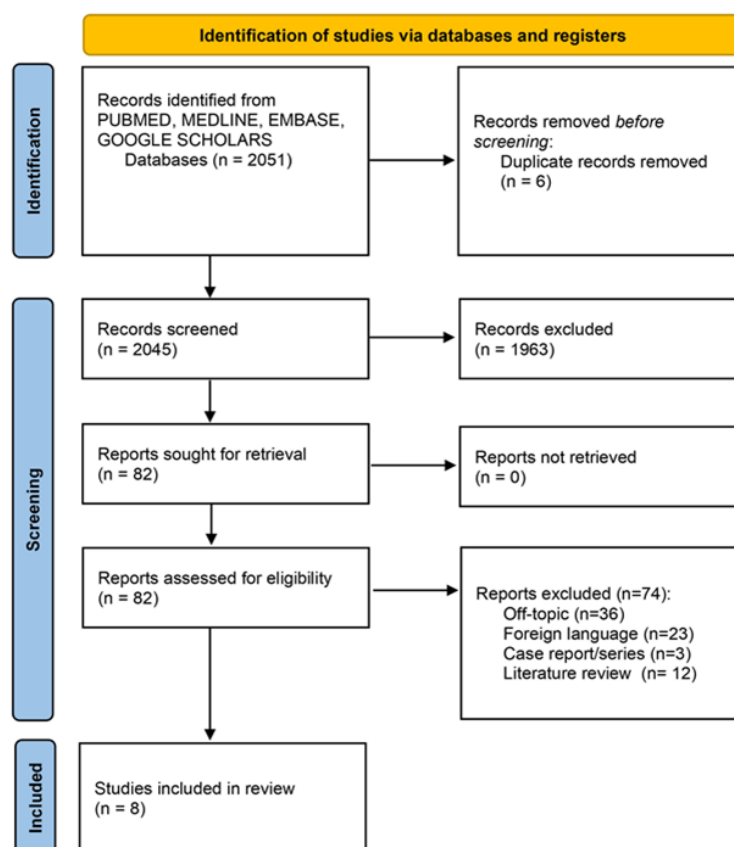 Identification of studies via databases and registers
Identification
Records identified from
PUBMED, MEDLINE, EMBASE,
GOOGLE SCHOLARS
Databases (n = 2051)
Records removed before
screening:
Duplicate records removed
(n = 6)
Screening
Records screened
(n = 2045)
Records excluded
(n = 1963)
Reports sought for retrieval
(n = 82)
Reports not retrieved
(n = 0)
Reports assessed for eligibility
(n = 82)
Reports excluded (n=74):
Off-topic (n=36)
Foreign language (n=23)
Case report/series (n=3)
Literature review (n= 12)
Included
Studies included in review
(n = 8)